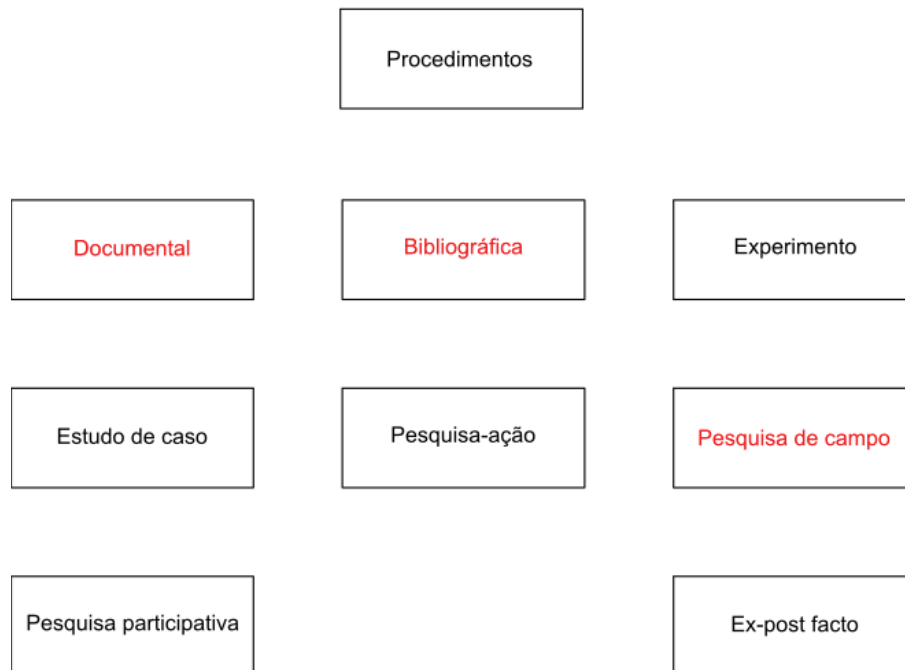 Procedimentos
Documental
Bibliográfica
Experimento
Estudo de caso
Pesquisa-ação
Pesquisa de campo
Pesquisa participativa
Ex-post facto